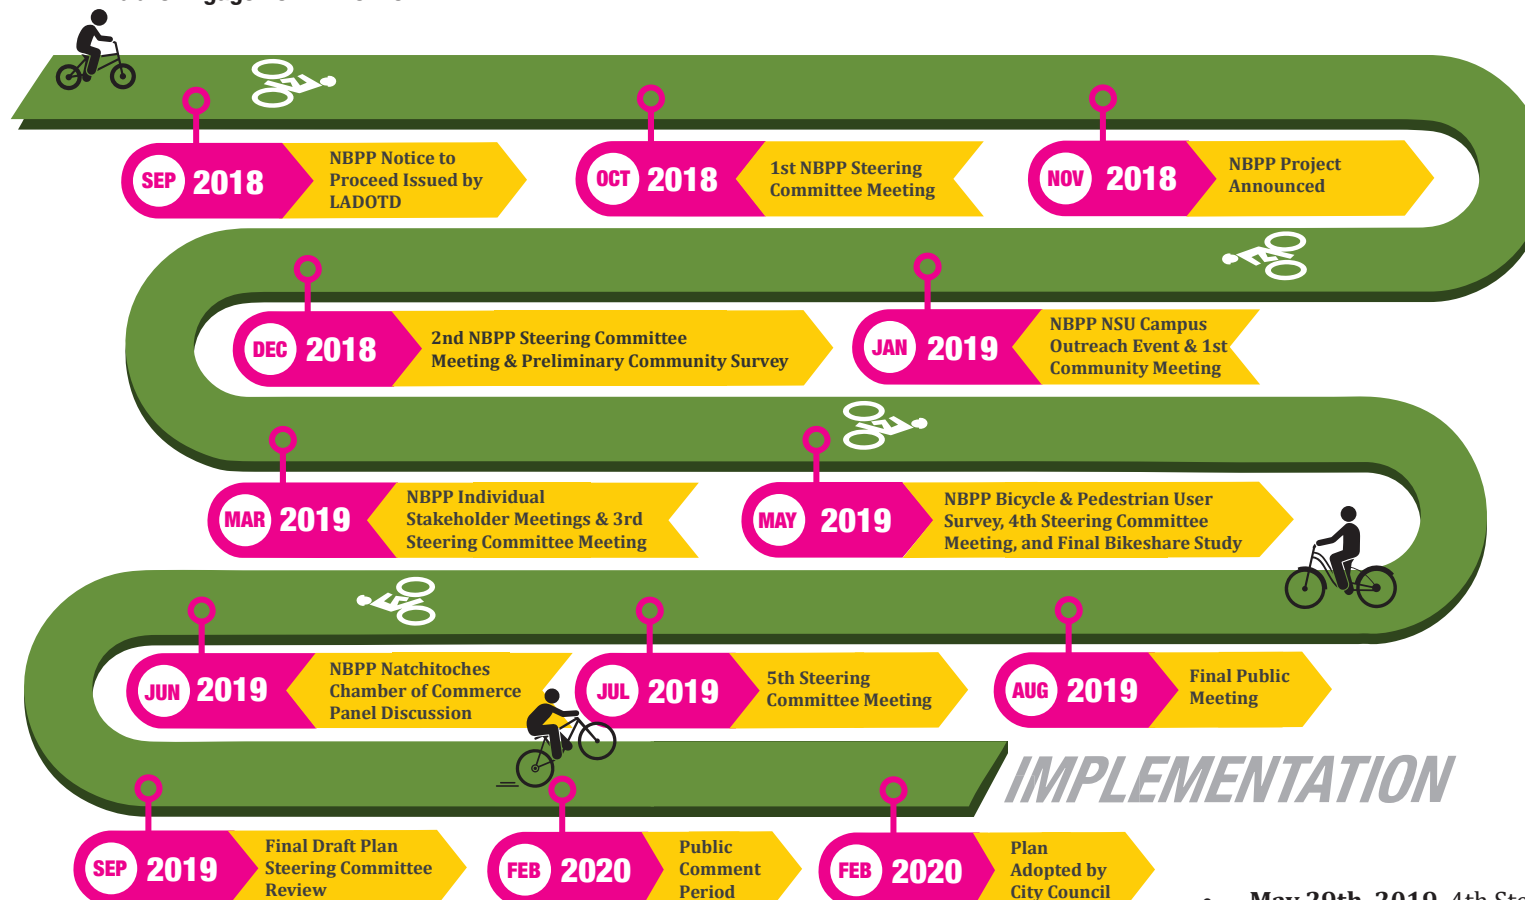 SEP 2018
NBPP Notice to
Proceed Issued by
LADOTD
OCT 2018
1st NBPP Steering
Committee Meeting
NOV 2018
NBPP Project
Announced
DEC 2018
2nd NBPP Steering Committee
Meeting & Preliminary Community Survey
JAN 2019
NBPP NSU Campus
Outreach Event & 1st
Community Meeting
MAR 2019
NBPP Individual
Stakeholder Meetings & 3rd
Steering Committee Meeting
MAY 2019
NBPP Bicycle & Pedestrian User
Survey, 4th Steering Committee
Meeting, and Final Bikeshare Study
JUN 2019
NBPP Natchitoches
Chamber of Commerce
Panel Discussion
JUL 2019
5th Steering
Committee Meeting
AUG 2019
Final Public
Meeting
IMPLEMENTATION
SEP 2019
Final Draft Plan
Steering Committee
Review
FEB 2020
Public
Comment
Period
FEB 2020
Plan
Adopted by
City Council
May 29th, 2019 4th Ste